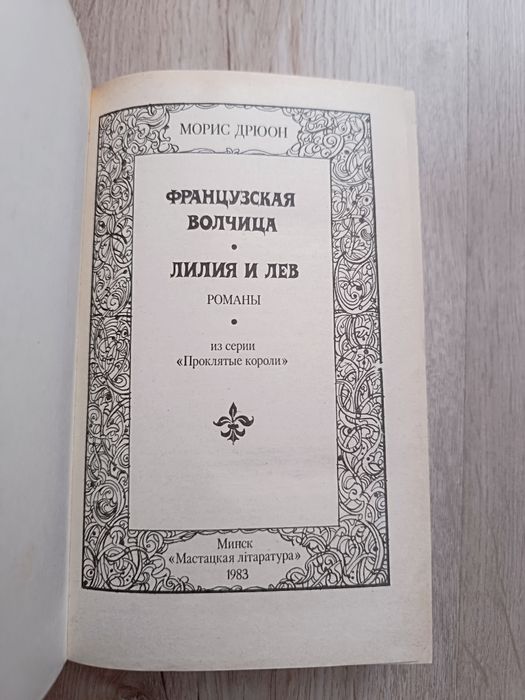 МОРИС ДРЮОН
ФРАНЦУЗСКАЯ
ВОЛЧИЦА
•
ЛИЛИЯ И ЛЕВ
РОМАНЫ
•
из серии
«Проклятые короли»
Минск
«Мастацкая літаратура»
1983